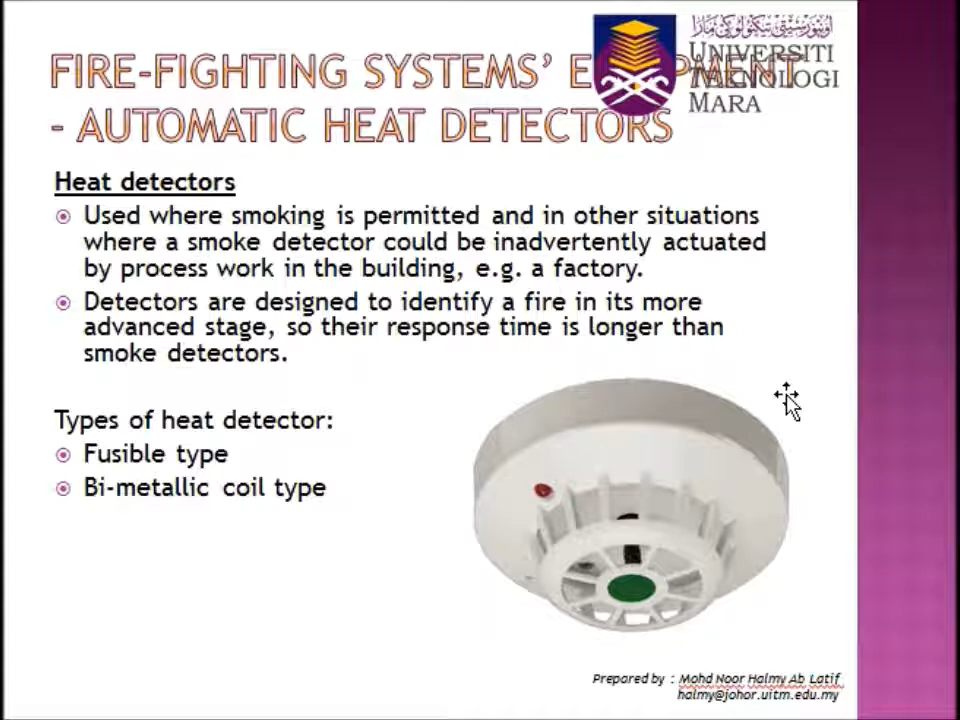 FIRE-FIGHTING SYSTEMS' EQUIPMENT
- AUTOMATIC HEAT DETECTORS
UNIVERSITI
TEKNOLOGI
MARA
Heat detectors
Used where smoking is permitted and in other situations
where a smoke detector could be inadvertently actuated
by process work in the building, e.g. a factory.
Detectors are designed to identify a fire in its more
advanced stage, so their response time is longer than
smoke detectors.
Types of heat detector:
Fusible type
Bi-metallic coil type
Prepared by : Mohd Noor Halmy Ab Latif
halmy@johor.uitm.edu.my